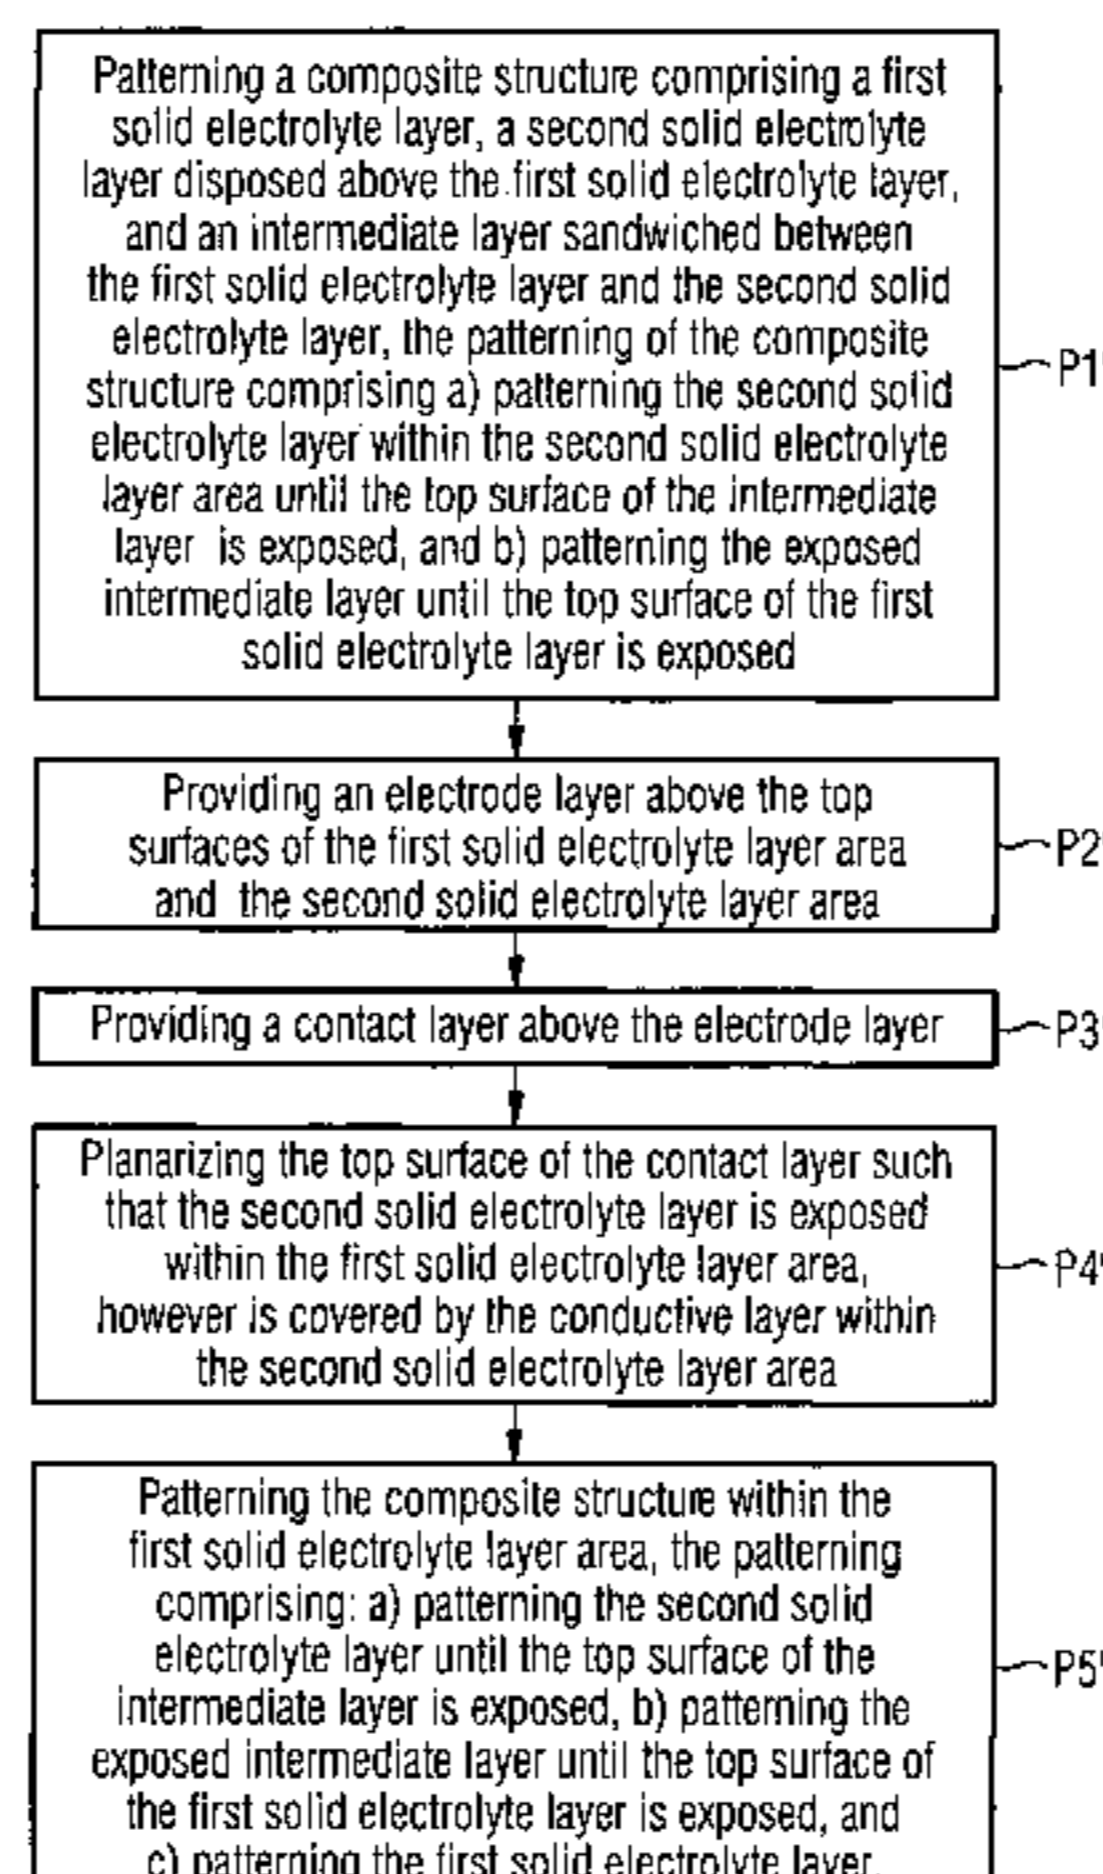 Patterning a composite structure comprising a first
solid electrolyte layer, a second solid electrolyte
layer disposed above the first solid electrolyte layer,
and an intermediate layer sandwiched between
the first solid electrolyte layer and the second solid
electrolyte layer, the patterning of the composite
structure comprising a) patterning the second solid
electrolyte layer within the second solid electrolyte
layer area until the top surface of the intermediate
layer is exposed, and b) patterning the exposed
intermediate layer until the top surface of the first
solid electrolyte layer is exposed
P1'
Providing an electrode layer above the top
surfaces of the first solid electrolyte layer area
and the second solid electrolyte layer area
P2'
Providing a contact layer above the electrode layer
P3'
Planarizing the top surface of the contact layer such
that the second solid electrolyte layer is exposed
within the first solid electrolyte layer area,
however is covered by the conductive layer within
the second solid electrolyte layer area
P4'
Patterning the composite structure within the
first solid electrolyte layer area, the patterning
comprising: a) patterning the second solid
electrolyte layer until the top surface of the
intermediate layer is exposed, b) patterning the
exposed intermediate layer until the top surface of
the first solid electrolyte layer is exposed, and
c) patterning the first solid electrolyte layer.
P5'